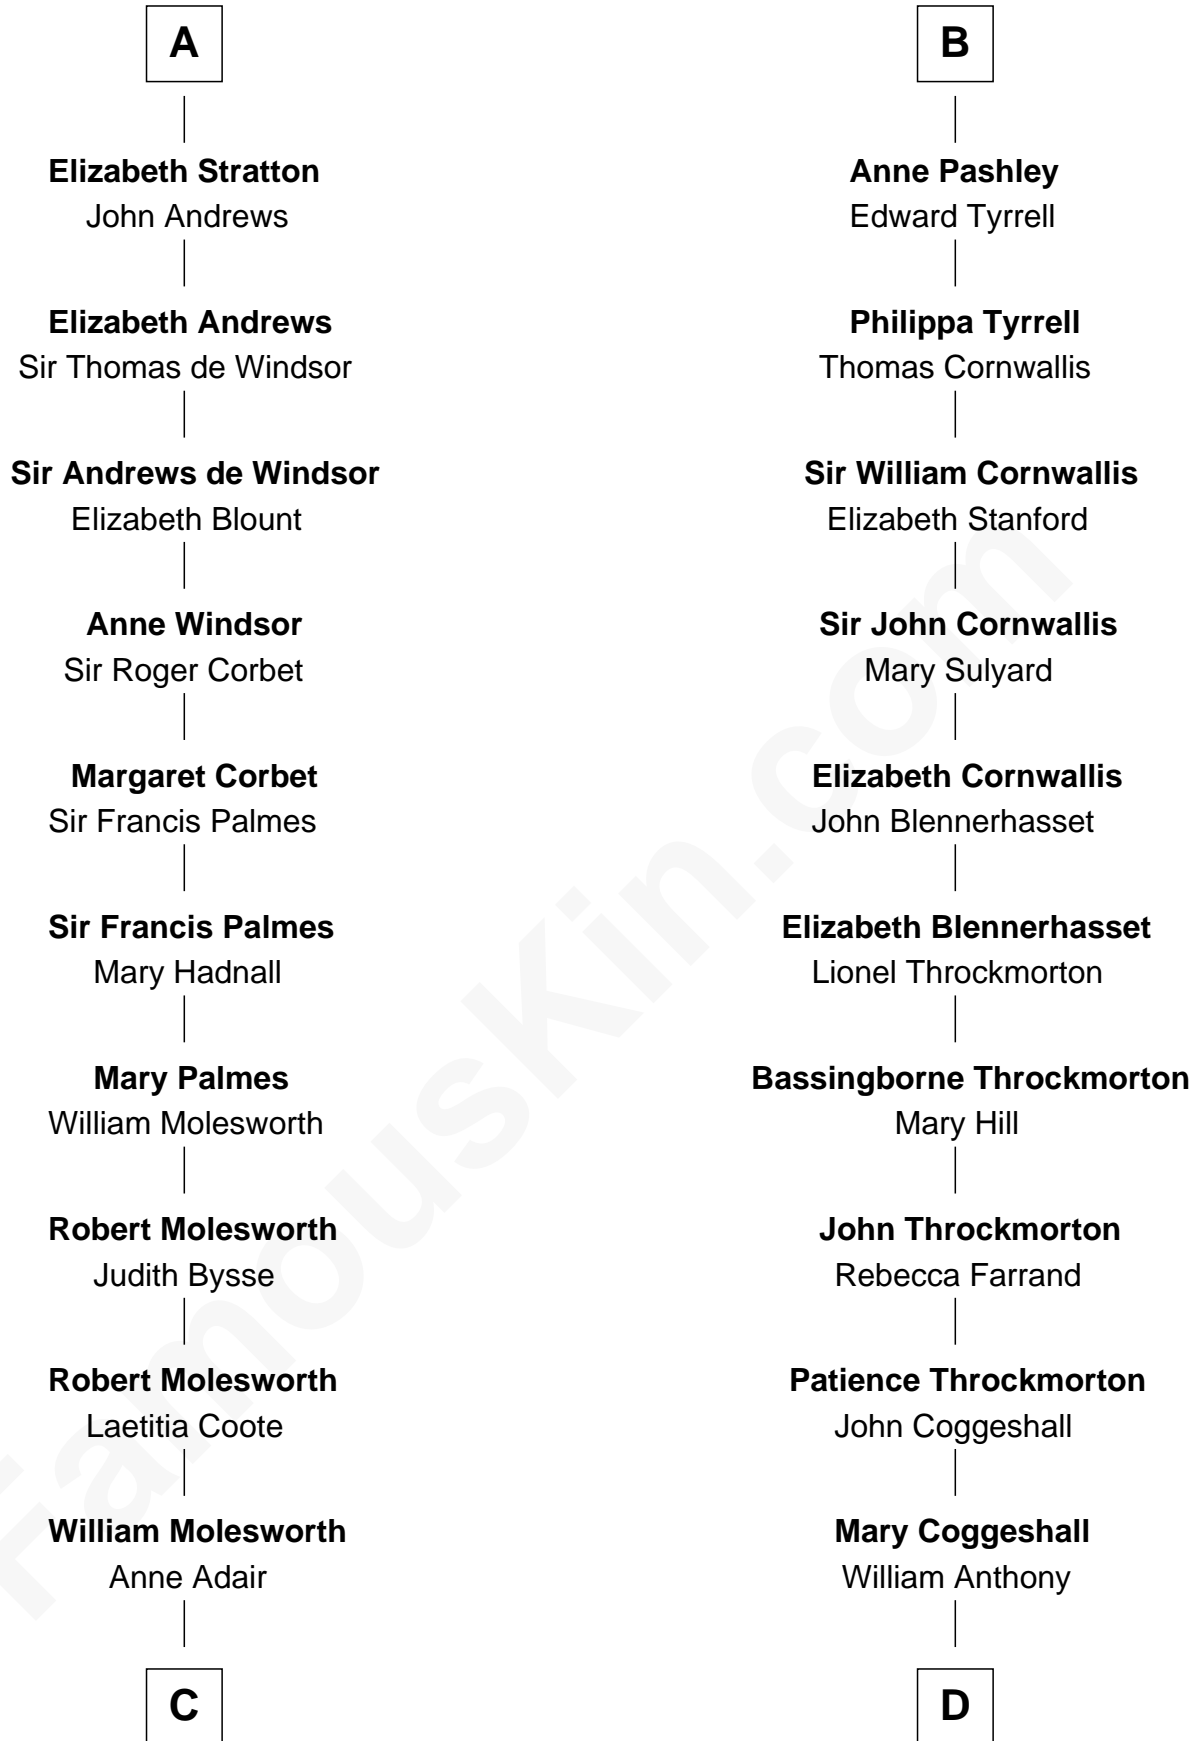 A
Elizabeth Stratton
John Andrews
Elizabeth Andrews
Sir Thomas de Windsor
Sir Andrews de Windsor
Elizabeth Blount
Anne Windsor
Sir Roger Corbet
Margaret Corbet
Sir Francis Palmes
Sir Francis Palmes
Mary Hadnall
Mary Palmes
William Molesworth
Robert Molesworth
Judith Bysse
Robert Molesworth
Laetitia Coote
William Molesworth
Anne Adair
C
B
Anne Pashley
Edward Tyrrell
Philippa Tyrrell
Thomas Cornwallis
Sir William Cornwallis
Elizabeth Stanford
Sir John Cornwallis
Mary Sulyard
Elizabeth Cornwallis
John Blennerhasset
Elizabeth Blennerhasset
Lionel Throckmorton
Bassingborne Throckmorton
Mary Hill
John Throckmorton
Rebecca Farrand
Patience Throckmorton
John Coggeshall
Mary Coggeshall
William Anthony
D
FamousKin.com